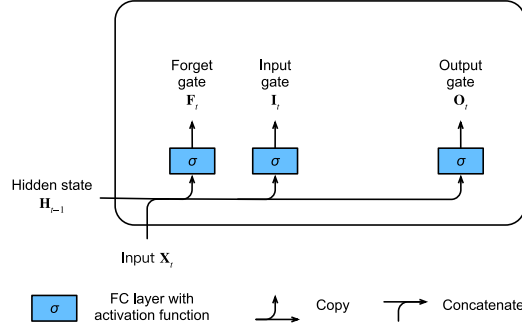 Forget
gate
F_t
Input
gate
I_t
Output
gate
O_t
σ
σ
σ
Hidden state
H_{t−1}
Input X_t
σ
FC layer with
activation function
Copy
Concatenate